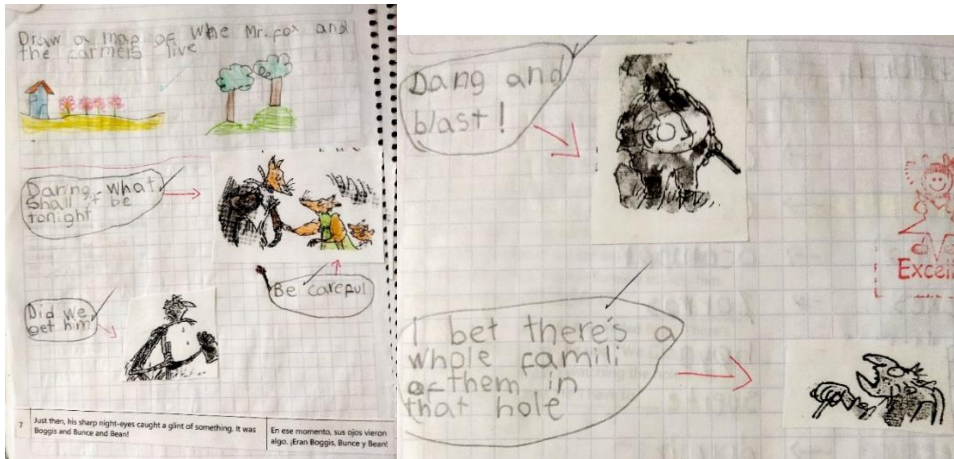 Draw a map of whe Mr. fox and
the farmers live
Daring, what
shall it be
tonight
Be careful
Did we
get him
7 Just then, his sharp night-eyes caught a glint of something. It was
Boggis and Bunce and Bean!
En ese momento, sus ojos vieron
algo. ¡Eran Boggis, Bunce y Bean!
Dang and
blast!
I bet there's a
whole famili
of them in
that hole